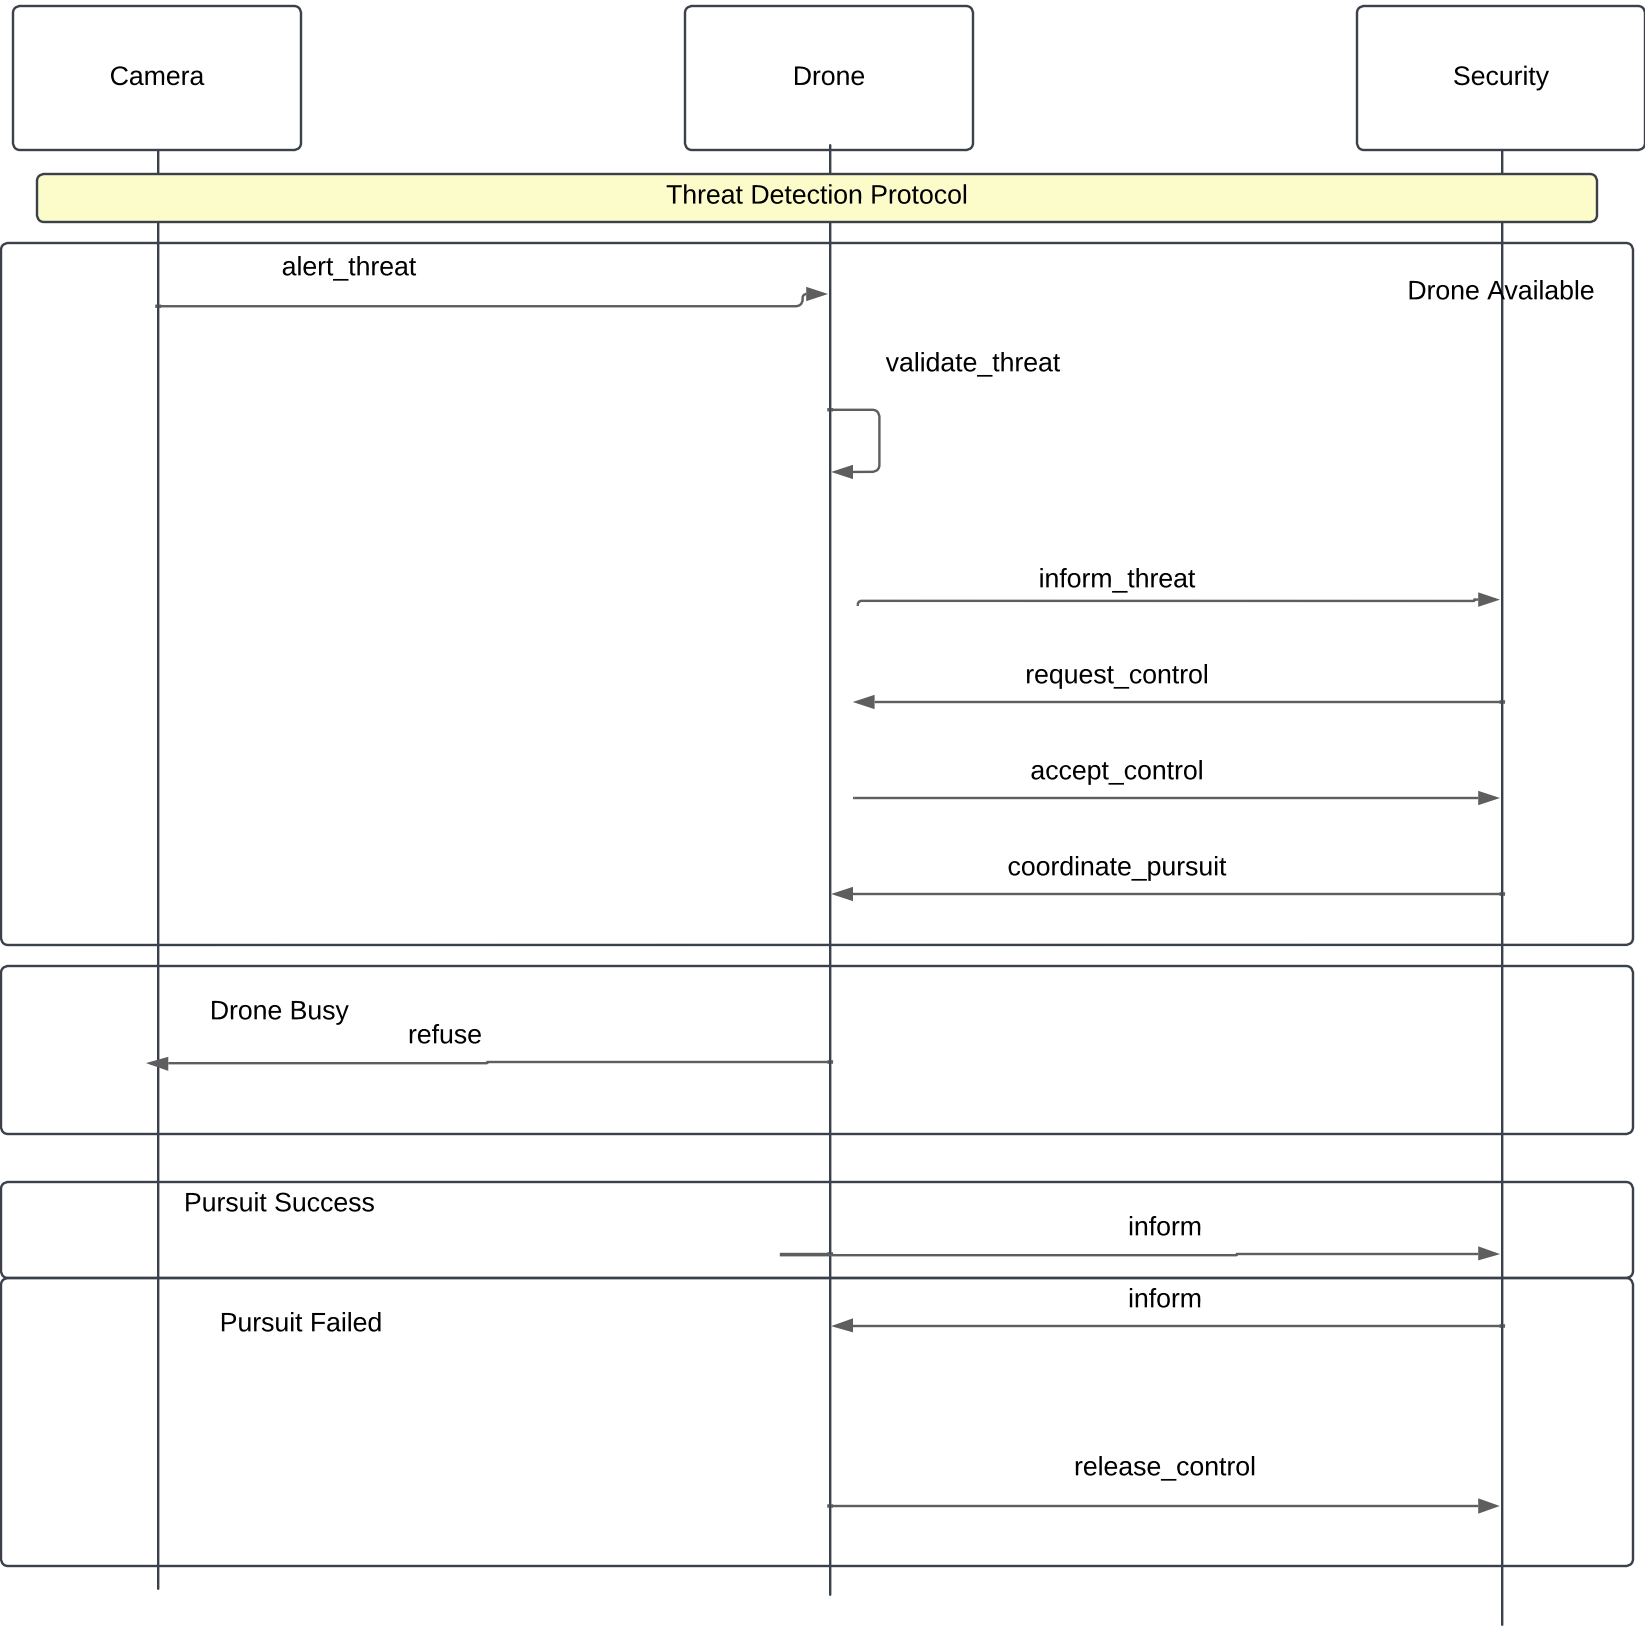 Camera
Drone
Security
Threat Detection Protocol
alert_threat
Drone Available
validate_threat
inform_threat
request_control
accept_control
coordinate_pursuit
Drone Busy
refuse
Pursuit Success
inform
inform
Pursuit Failed
release_control